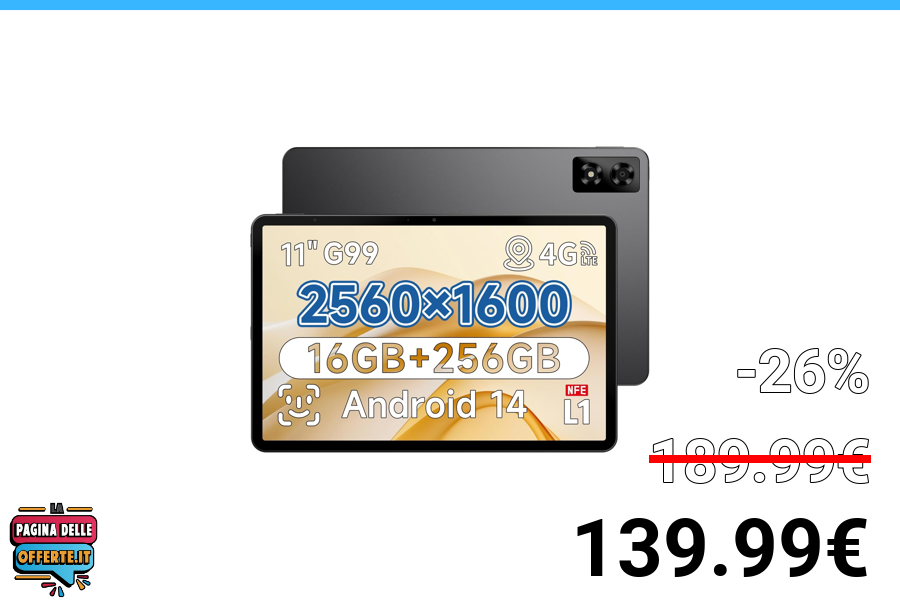 11" G99
4G LTE
2560×1600
16GB+256GB
Android 14
NFE
L1
-26%
189.99€
139.99€
LA
PAGINA DELLE
OFFERTE.IT